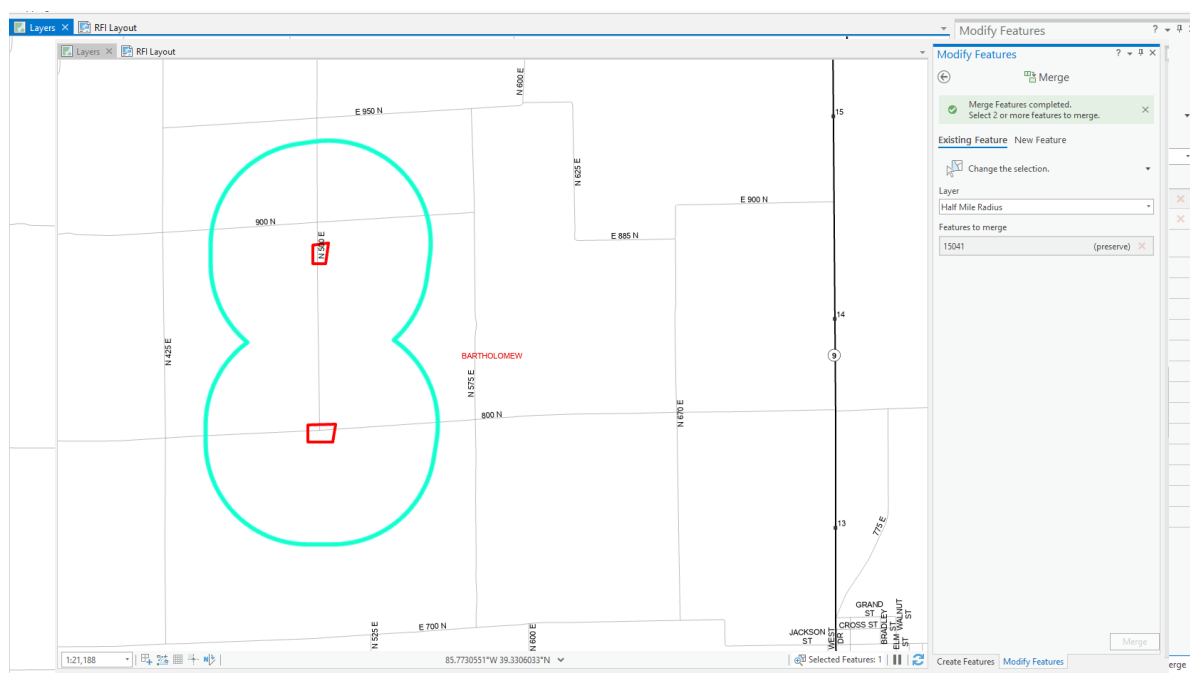 Layers
RFI Layout
Modify Features
Layers
RFI Layout
Modify Features
Merge
Merge Features completed.
Select 2 or more features to merge.
Existing Feature New Feature
Change the selection.
Layer
Half Mile Radius
Features to merge
15041 (preserve)
Merge
Create Features Modify Features
erge
N 600 E
E 950 N
15
N 625 E
E 900 N
900 N
E 885 N
N 500 E
14
N 425 E
BARTHOLOMEW
9
N 575 E
800 N
N 670 E
13
775 E
GRAND
ST
WALNUT
ST
CROSS ST
BRADLEY
ST
ELM
ST
JACKSON
ST
WEST
DR
N 525 E
E 700 N
N 600 E
1:21,188
85.7730551°W 39.3306033°N
Selected Features: 1